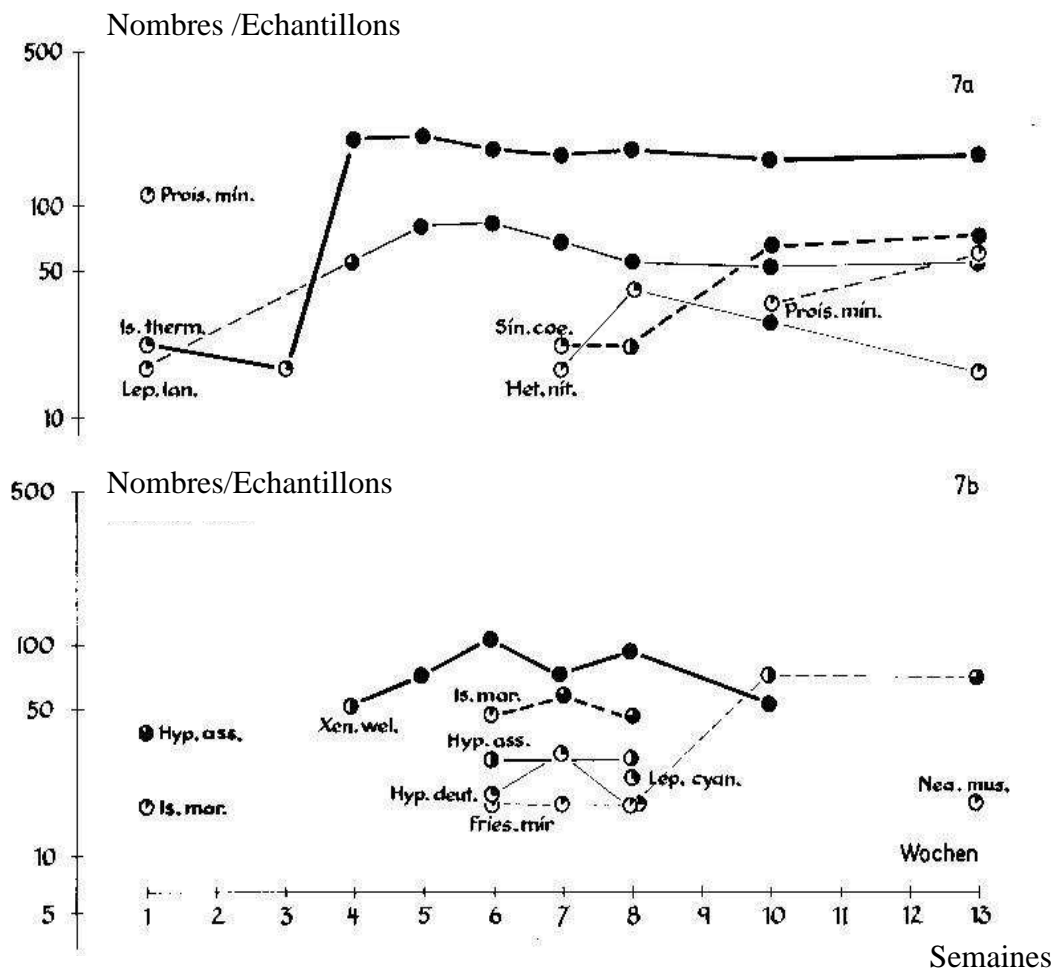 Nombres /Echantillons
500
7a
100
Prois. min.
50
Is. therm.
Sin. coe.
Prois. min.
Lep. lan.
Het. nit.
10
Nombres/Echantillons
500
7b
100
50
Is. mar.
Xen. wel.
Hyp. ass.
Hyp. ass.
Lep. cyan.
Hyp. deut.
Nea. mus.
Is. mar.
Fries. mir
10
Wochen
5
1 2 3 4 5 6 7 8 9 10 11 12 13
Semaines